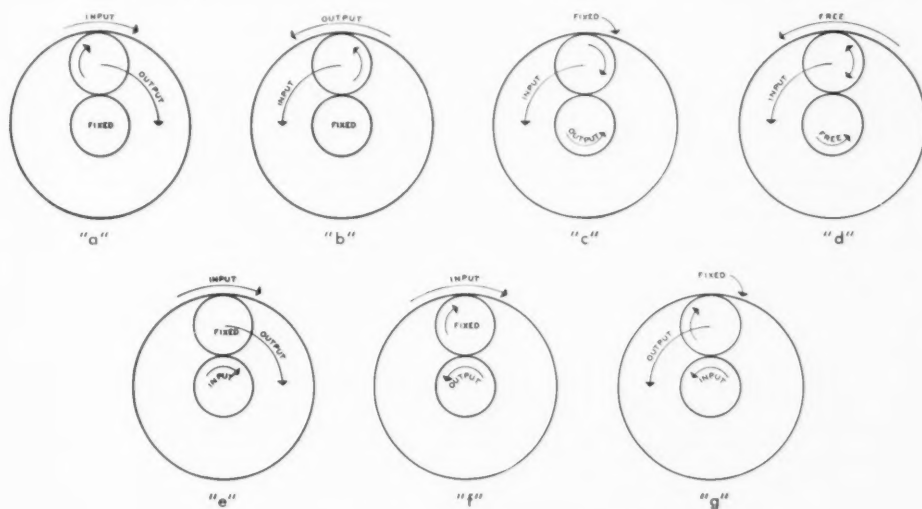 INPUT
OUTPUT
FIXED
"a"
OUTPUT
INPUT
FIXED
"b"
FIXED
INPUT
OUTPUT
"c"
FREE
INPUT
FREE
"d"
INPUT
FIXED
OUTPUT
INPUT
"e"
INPUT
FIXED
OUTPUT
"f"
FIXED
OUTPUT
INPUT
"g"